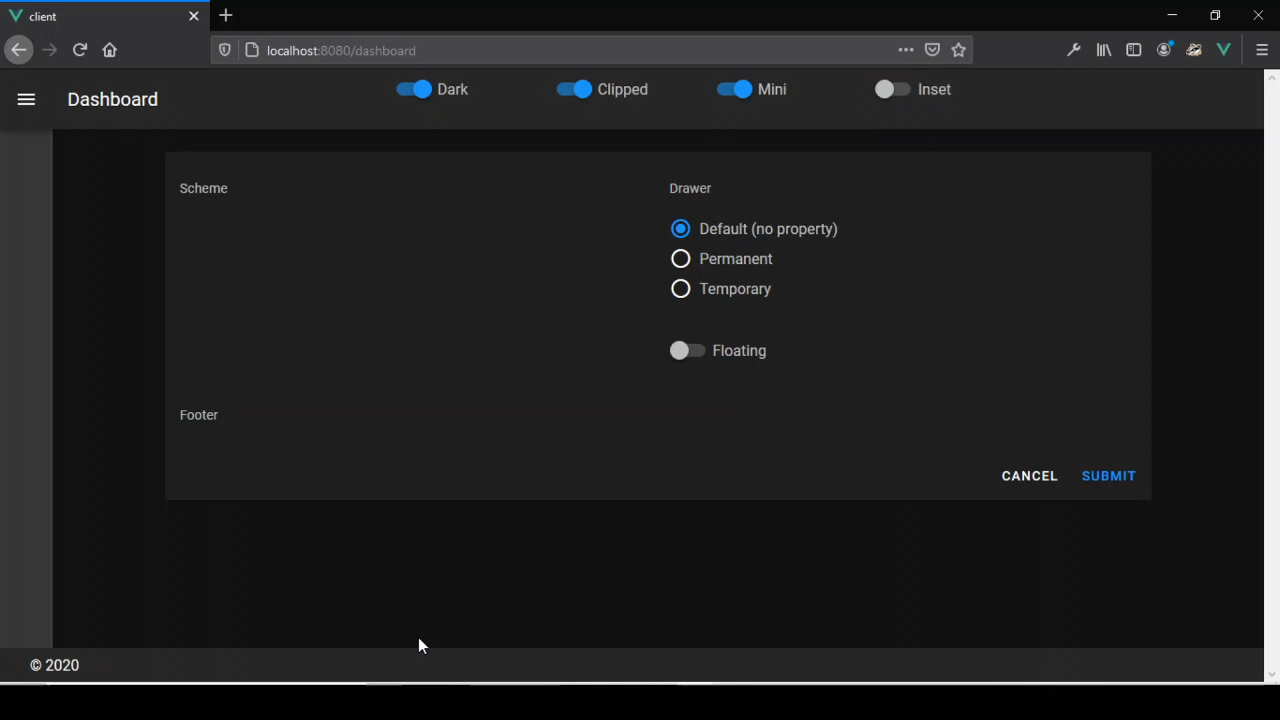 client
localhost:8080/dashboard
Dashboard
Dark
Clipped
Mini
Inset
Scheme
Drawer
Default (no property)
Permanent
Temporary
Floating
Footer
CANCEL SUBMIT
© 2020